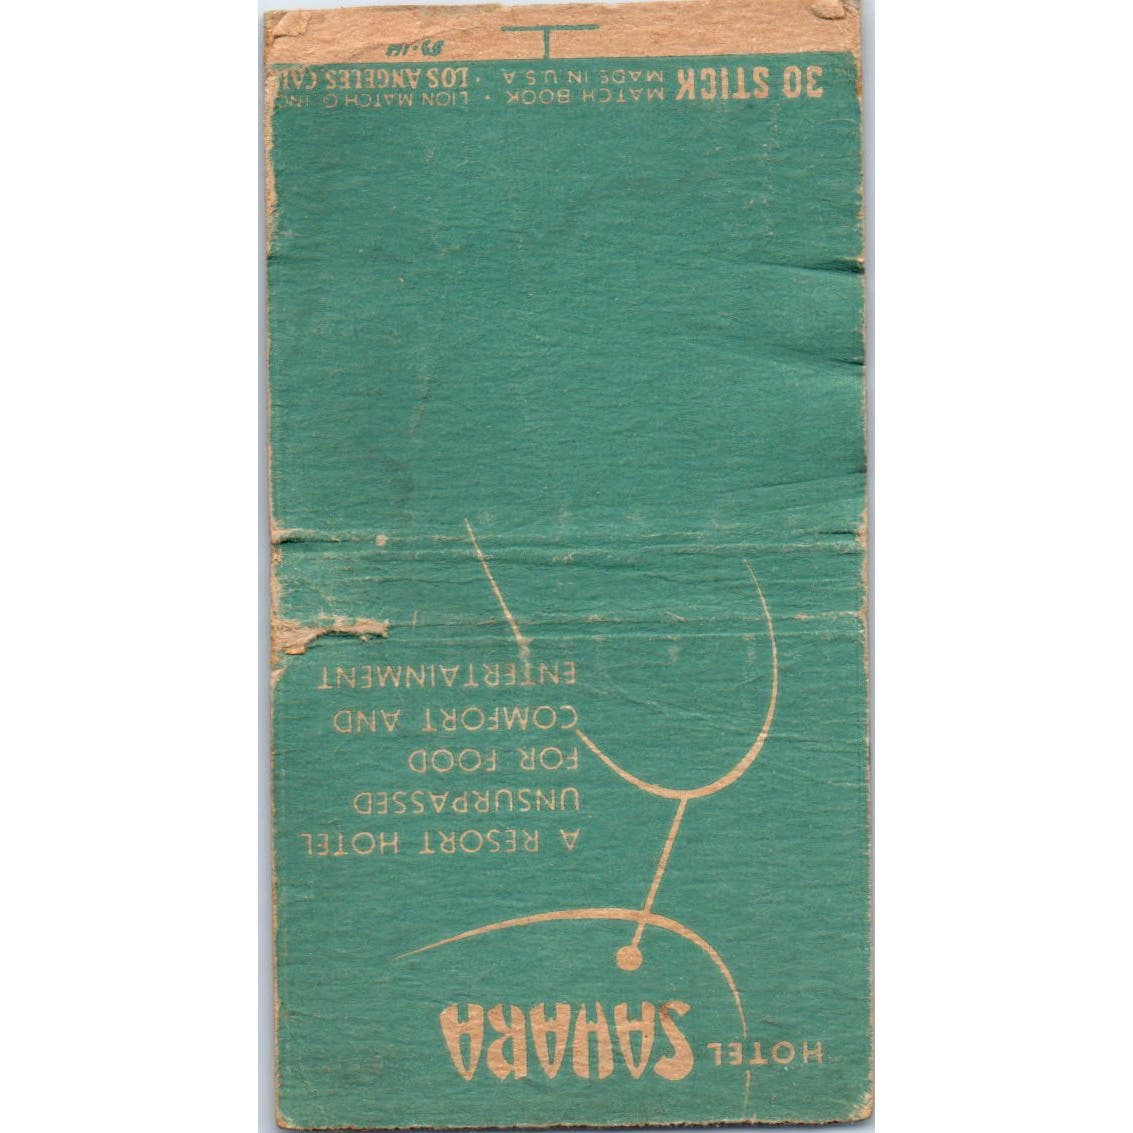 HOTEL SAHARA
A RESORT HOTEL
UNSURPASSED
FOR FOOD
COMFORT AND
ENTERTAINMENT
30 STICK MATCH BOOK · LION MATCH CO INC
MADE IN U.S.A. · LOS ANGELES CAL